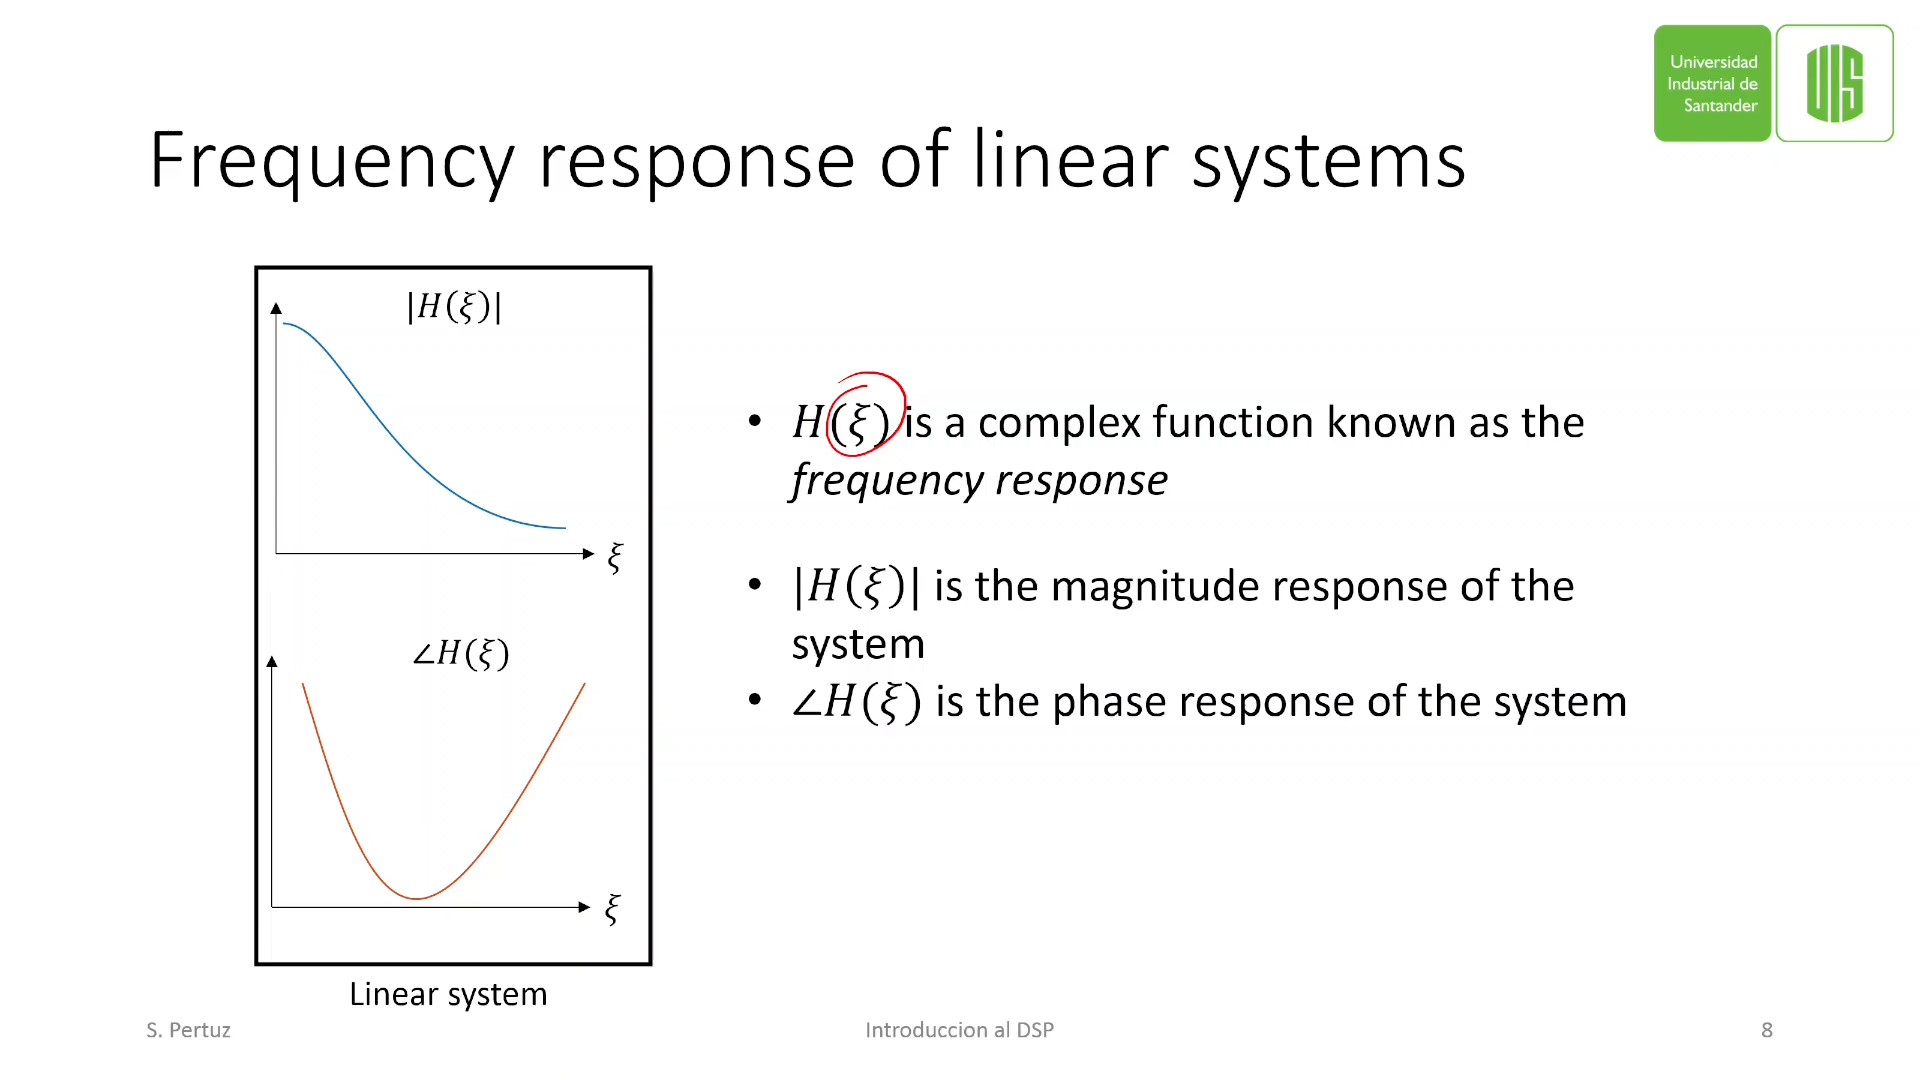 Universidad
Industrial de
Santander
UIS
Frequency response of linear systems
|H(ξ)|
ξ
∠H(ξ)
ξ
Linear system
• H(ξ) is a complex function known as the
frequency response
• |H(ξ)| is the magnitude response of the
system
• ∠H(ξ) is the phase response of the system
S. Pertuz
Introduccion al DSP
8